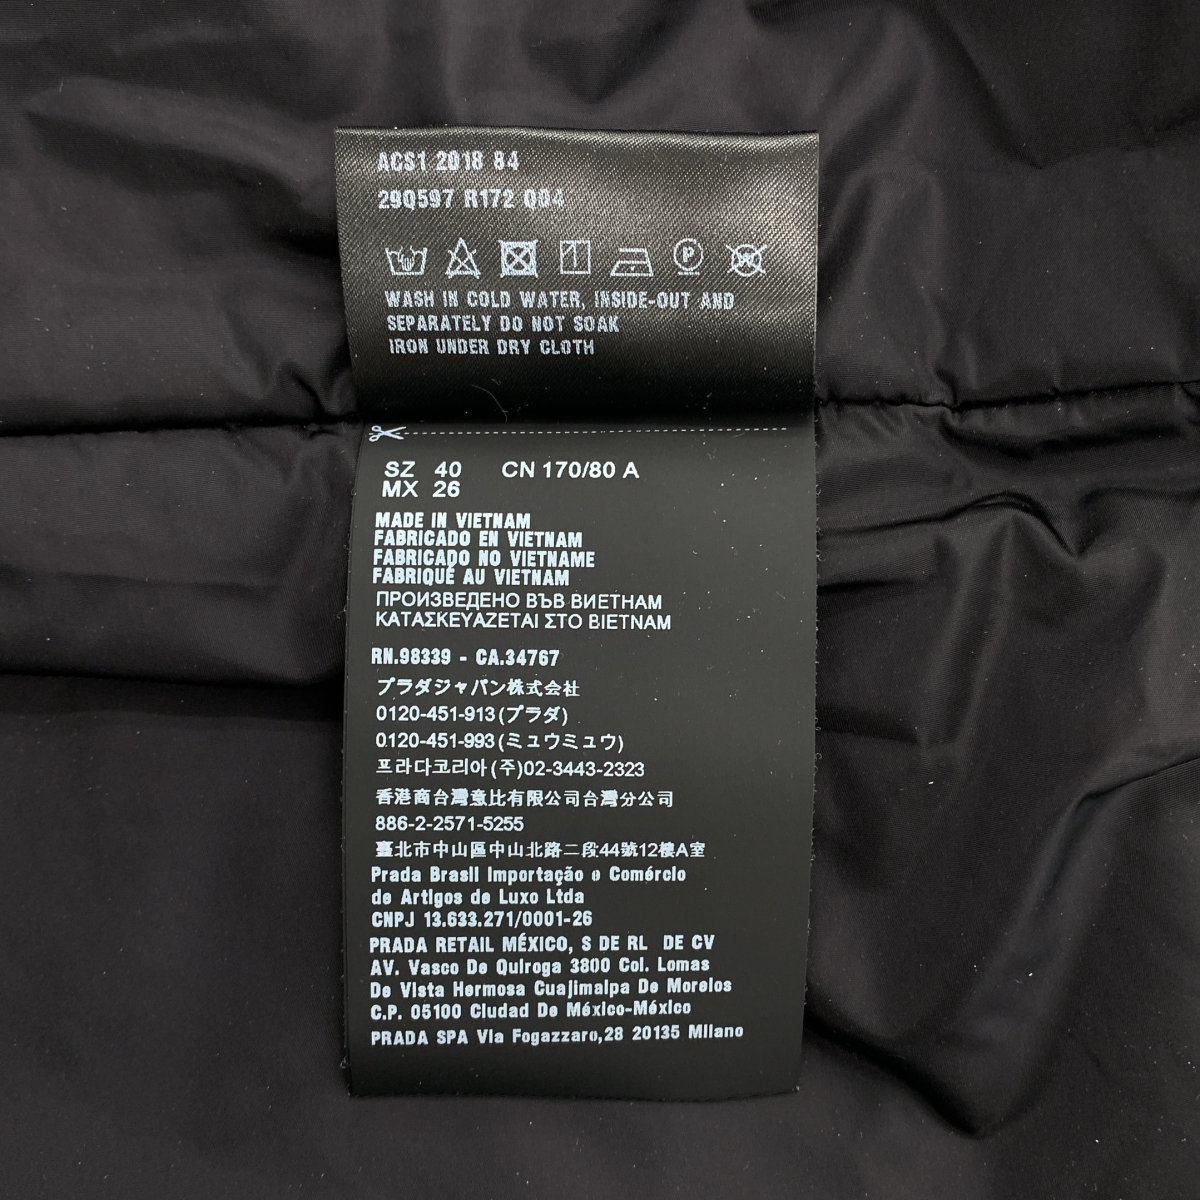 ACS1 2018 84
29Q597 R172 Q04
P
W
WASH IN COLD WATER, INSIDE-OUT AND
SEPARATELY DO NOT SOAK
IRON UNDER DRY CLOTH
SZ 40 CN 170/80 A
MX 26
MADE IN VIETNAM
FABRICADO EN VIETNAM
FABRICADO NO VIETNAME
FABRIQUÉ AU VIETNAM
ПРОИЗВЕДЕНО ВЪВ ВИЕТНАМ
ΚΑΤΑΣΚΕΥΑΖΕΤΑΙ ΣΤΟ ΒΙΕΤΝΑΜ
RN.98339 - CA.34767
プラダジャパン株式会社
0120-451-913(プラダ)
0120-451-993(ミュウミュウ)
프라다코리아(주)02-3443-2323
香港商台灣意比有限公司台灣分公司
886-2-2571-5255
臺北市中山區中山北路二段44號12樓A室
Prada Brasil Importação e Comércio
de Artigos de Luxo Ltda
CNPJ 13.633.271/0001-26
PRADA RETAIL MÉXICO, S DE RL DE CV
AV. Vasco De Quiroga 3800 Col. Lomas
De Vista Hermosa Cuajimalpa De Morelos
C.P. 05100 Ciudad De México-México
PRADA SPA Via Fogazzaro,28 20135 Milano